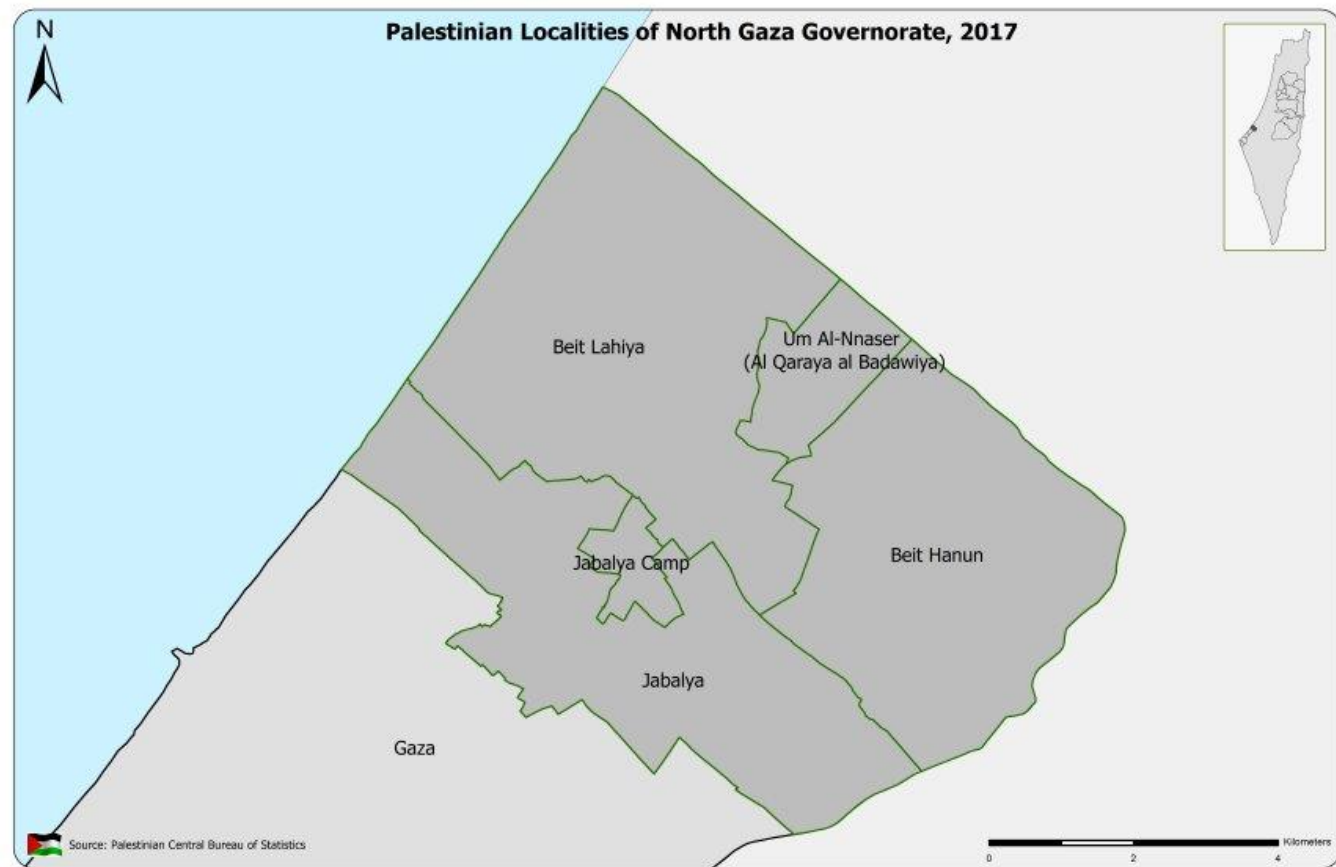 Palestinian Localities of North Gaza Governorate, 2017
N
Beit Lahiya
Um Al-Nnaser
(Al Qaraya al Badawiya)
Beit Hanun
Jabalya Camp
Jabalya
Gaza
Source: Palestinian Central Bureau of Statistics
Kilometers
0 2 4